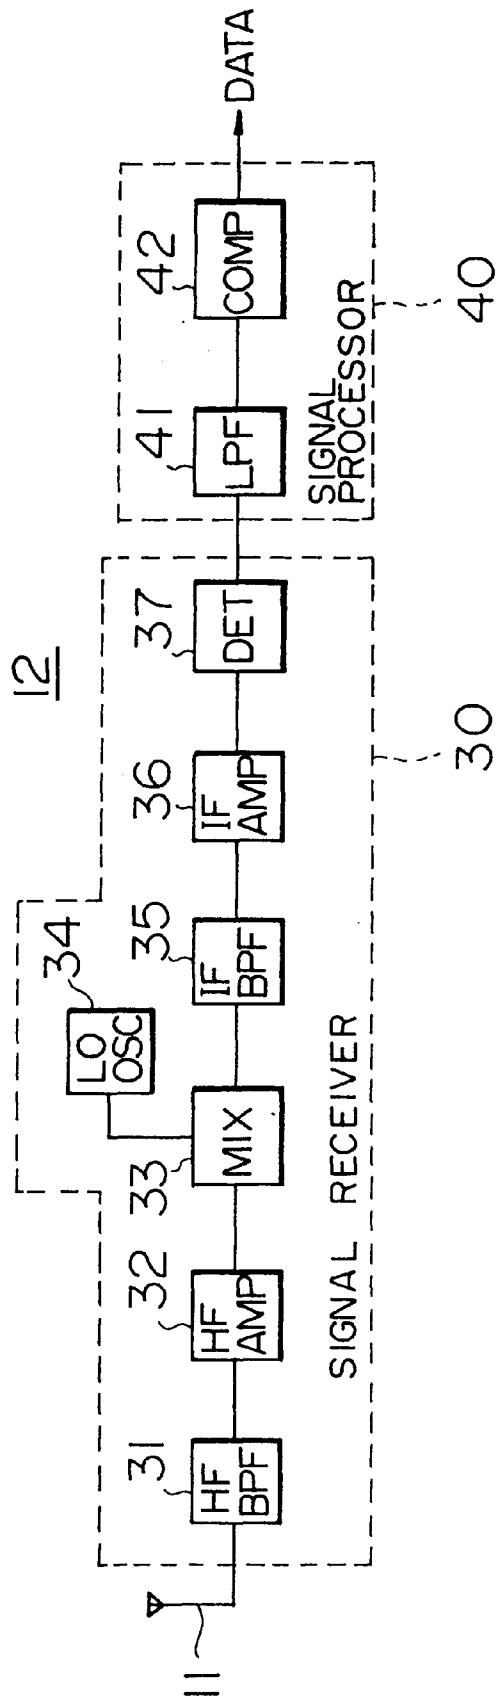 12
11
31
HF
BPF
32
HF
AMP
33
MIX
34
LO
OSC
35
IF
BPF
36
IF
AMP
37
DET
SIGNAL RECEIVER
30
41
LPF
42
COMP
SIGNAL
PROCESSOR
40
DATA